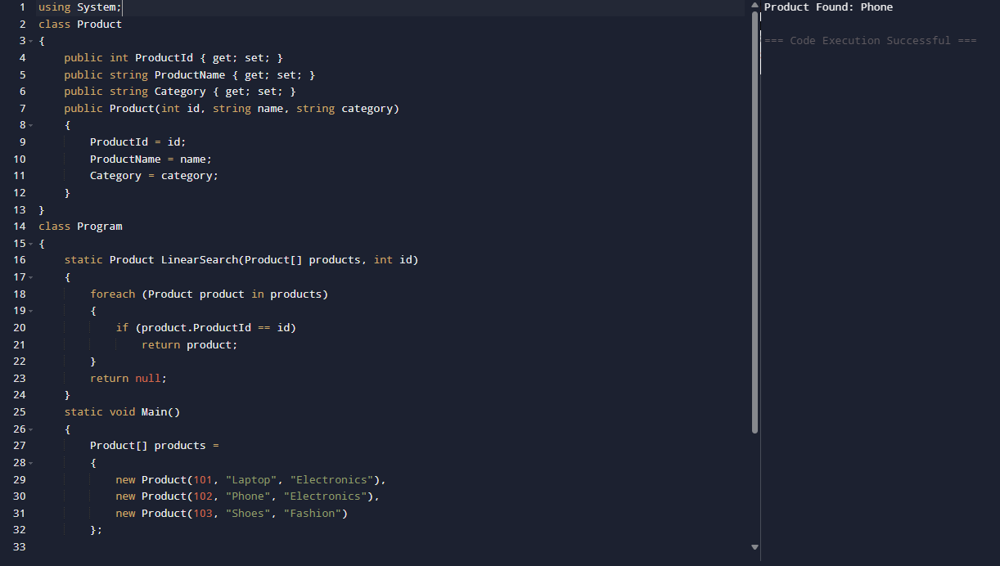 1 using System;
2 class Product
3 {
4     public int ProductId { get; set; }
5     public string ProductName { get; set; }
6     public string Category { get; set; }
7     public Product(int id, string name, string category)
8     {
9         ProductId = id;
10         ProductName = name;
11         Category = category;
12     }
13 }
14 class Program
15 {
16     static Product LinearSearch(Product[] products, int id)
17     {
18         foreach (Product product in products)
19         {
20             if (product.ProductId == id)
21                 return product;
22         }
23         return null;
24     }
25     static void Main()
26     {
27         Product[] products =
28         {
29             new Product(101, "Laptop", "Electronics"),
30             new Product(102, "Phone", "Electronics"),
31             new Product(103, "Shoes", "Fashion")
32         };
33
Product Found: Phone
=== Code Execution Successful ===